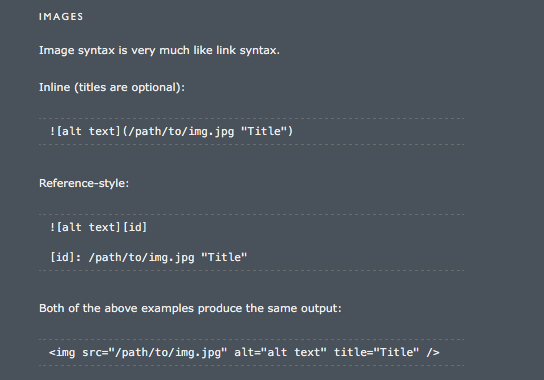 IMAGES
Image syntax is very much like link syntax.
Inline (titles are optional):
![alt text](/path/to/img.jpg "Title")
Reference-style:
![alt text][id]
[id]: /path/to/img.jpg "Title"
Both of the above examples produce the same output:
<img src="/path/to/img.jpg" alt="alt text" title="Title" />